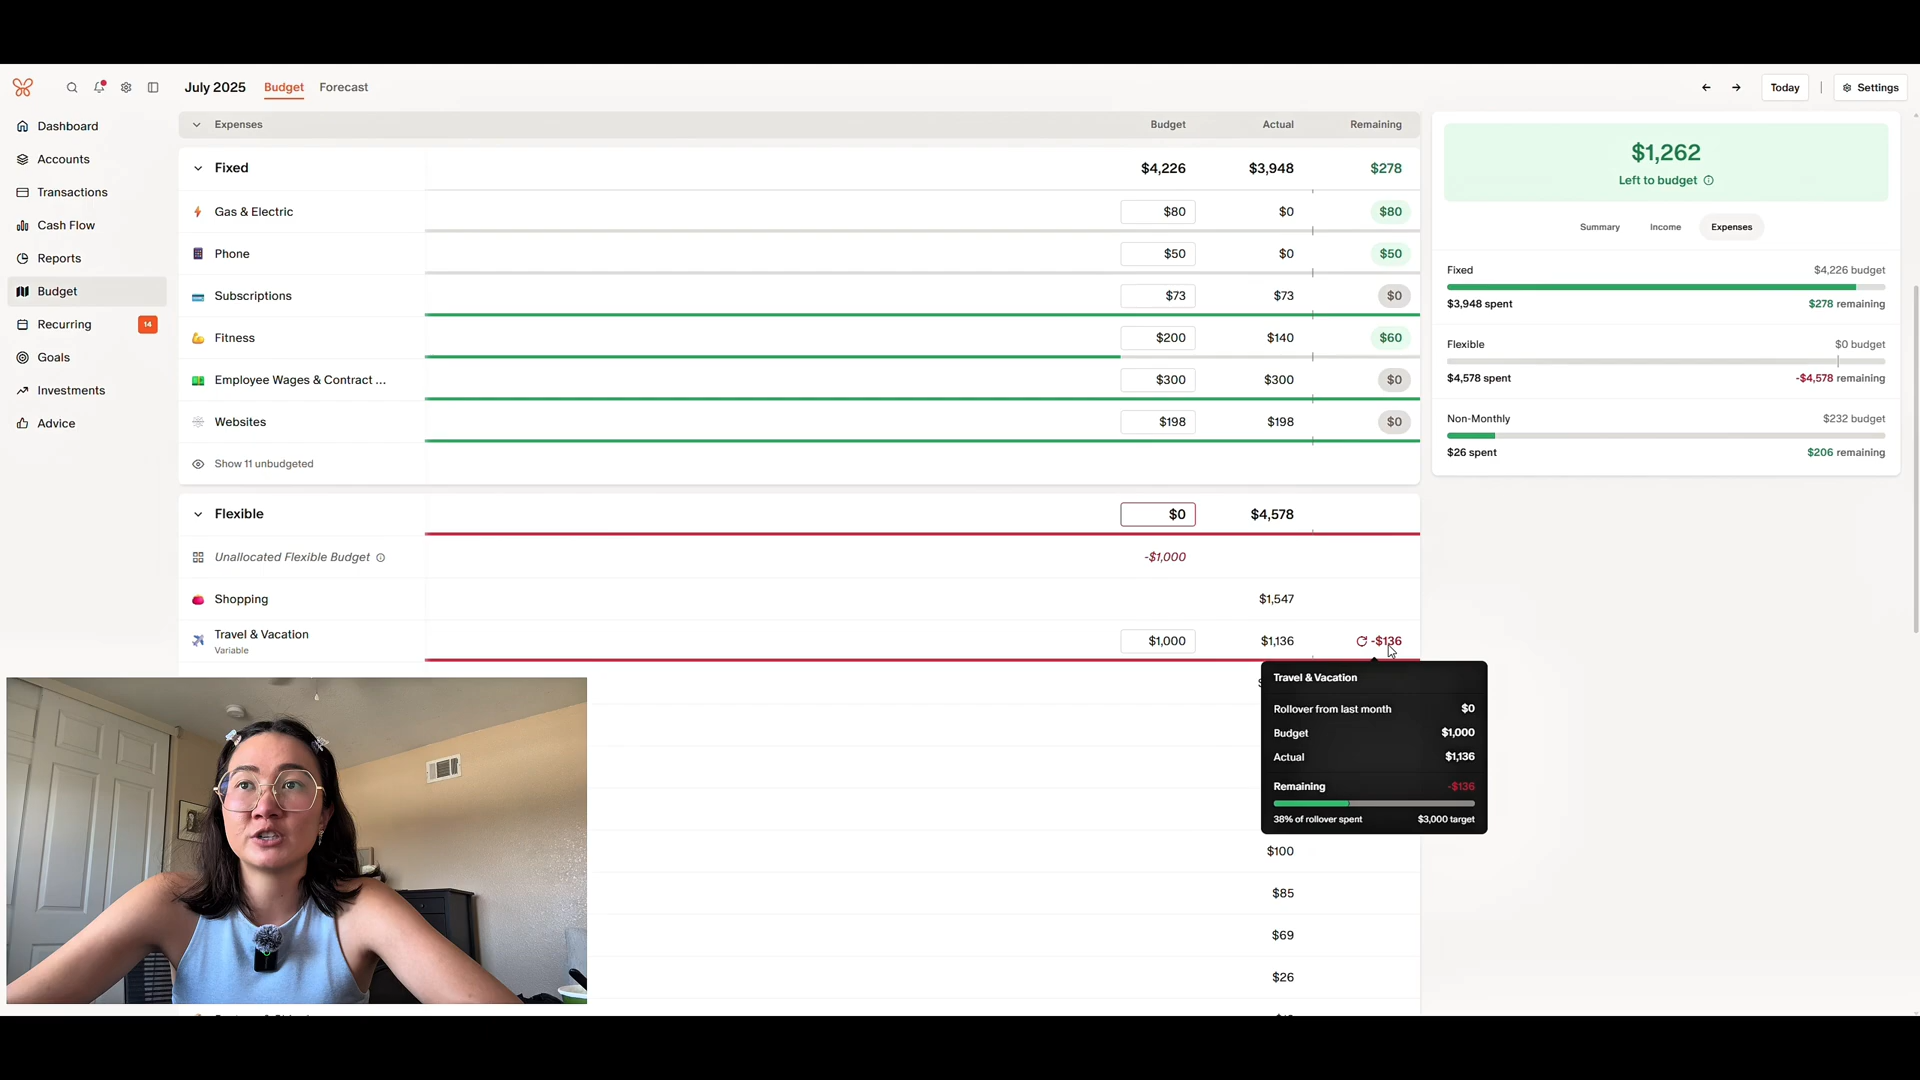 July 2025 Budget Forecast
Today | Settings
Dashboard
Accounts
Transactions
Cash Flow
Reports
Budget
Recurring 14
Goals
Investments
Advice
Expenses Budget Actual Remaining
Fixed $4,226 $3,948 $278
Gas & Electric $80 $0 $80
Phone $50 $0 $50
Subscriptions $73 $73 $0
Fitness $200 $140 $60
Employee Wages & Contract ... $300 $300 $0
Websites $198 $198 $0
Show 11 unbudgeted
Flexible $0 $4,578
Unallocated Flexible Budget -$1,000
Shopping $1,547
Travel & Vacation $1,000 $1,136 -$136
Variable
Travel & Vacation
Rollover from last month $0
Budget $1,000
Actual $1,136
Remaining -$136
38% of rollover spent $3,000 target
$100
$85
$69
$26
$1,262
Left to budget
Summary Income Expenses
Fixed $4,226 budget
$3,948 spent $278 remaining
Flexible $0 budget
$4,578 spent -$4,578 remaining
Non-Monthly $232 budget
$26 spent $206 remaining